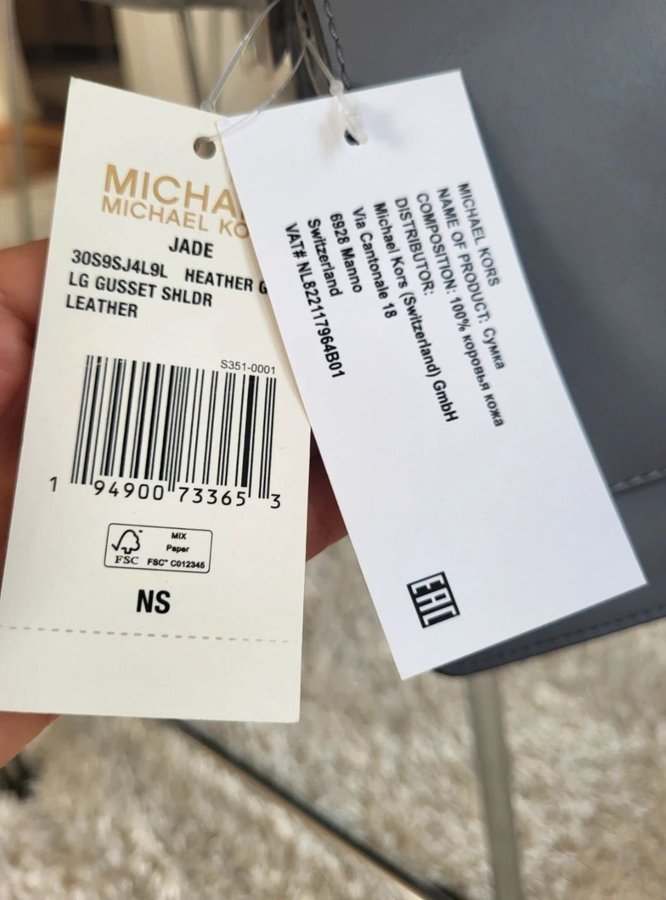 MICHA
MICHAEL KO
JADE
30S9SJ4L9L HEATHER G
LG GUSSET SHLDR
LEATHER
S351-0001
1 94900 73365 3
FSC
MIX
Paper
FSC™ C012345
NS
MICHAEL KORS
NAME OF PRODUCT: Сумка
COMPOSITION: 100% коровья кожа
DISTRIBUTOR:
Michael Kors (Switzerland) GmbH
Via Cantonale 18
6928 Manno
Switzerland
VAT# NL822117964B01
EAC